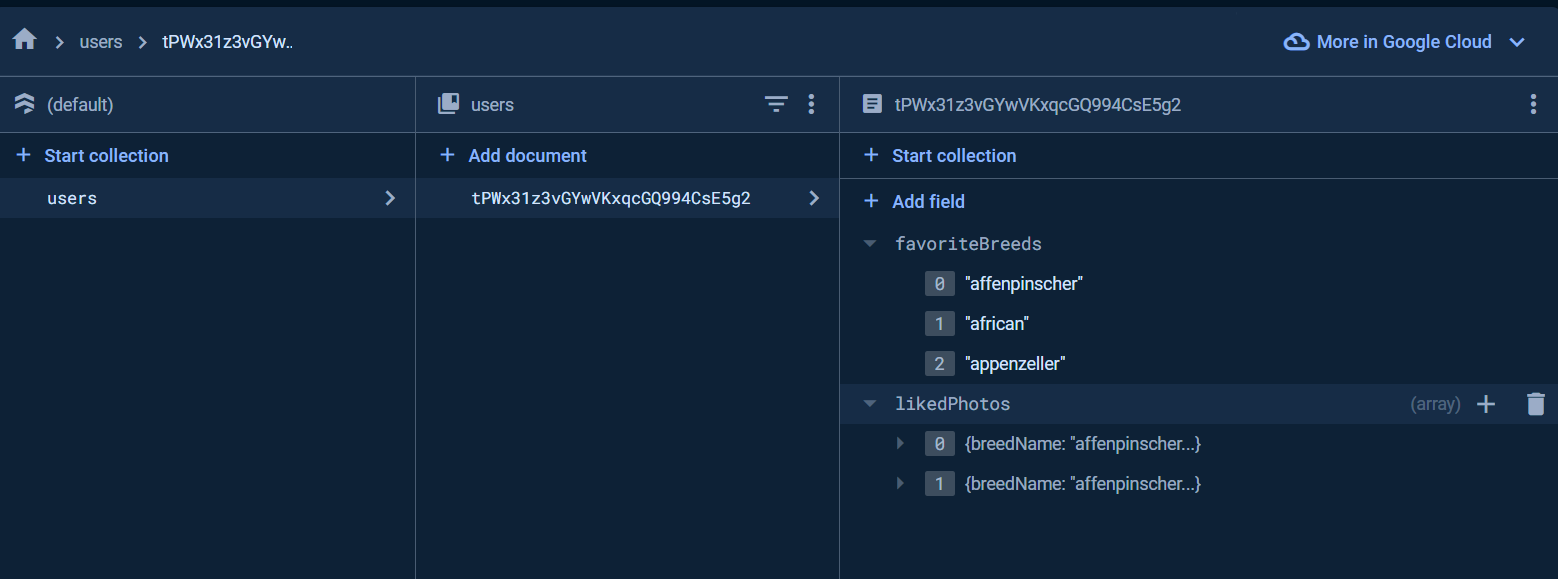 users tPWx31z3vGYw.. More in Google Cloud
(default) users tPWx31z3vGYwVKxqcGQ994CsE5g2
+ Start collection + Add document + Start collection
users tPWx31z3vGYwVKxqcGQ994CsE5g2
+ Add field
favoriteBreeds
0 "affenpinscher"
1 "african"
2 "appenzeller"
likedPhotos (array)
0 {breedName: "affenpinscher...}
1 {breedName: "affenpinscher...}